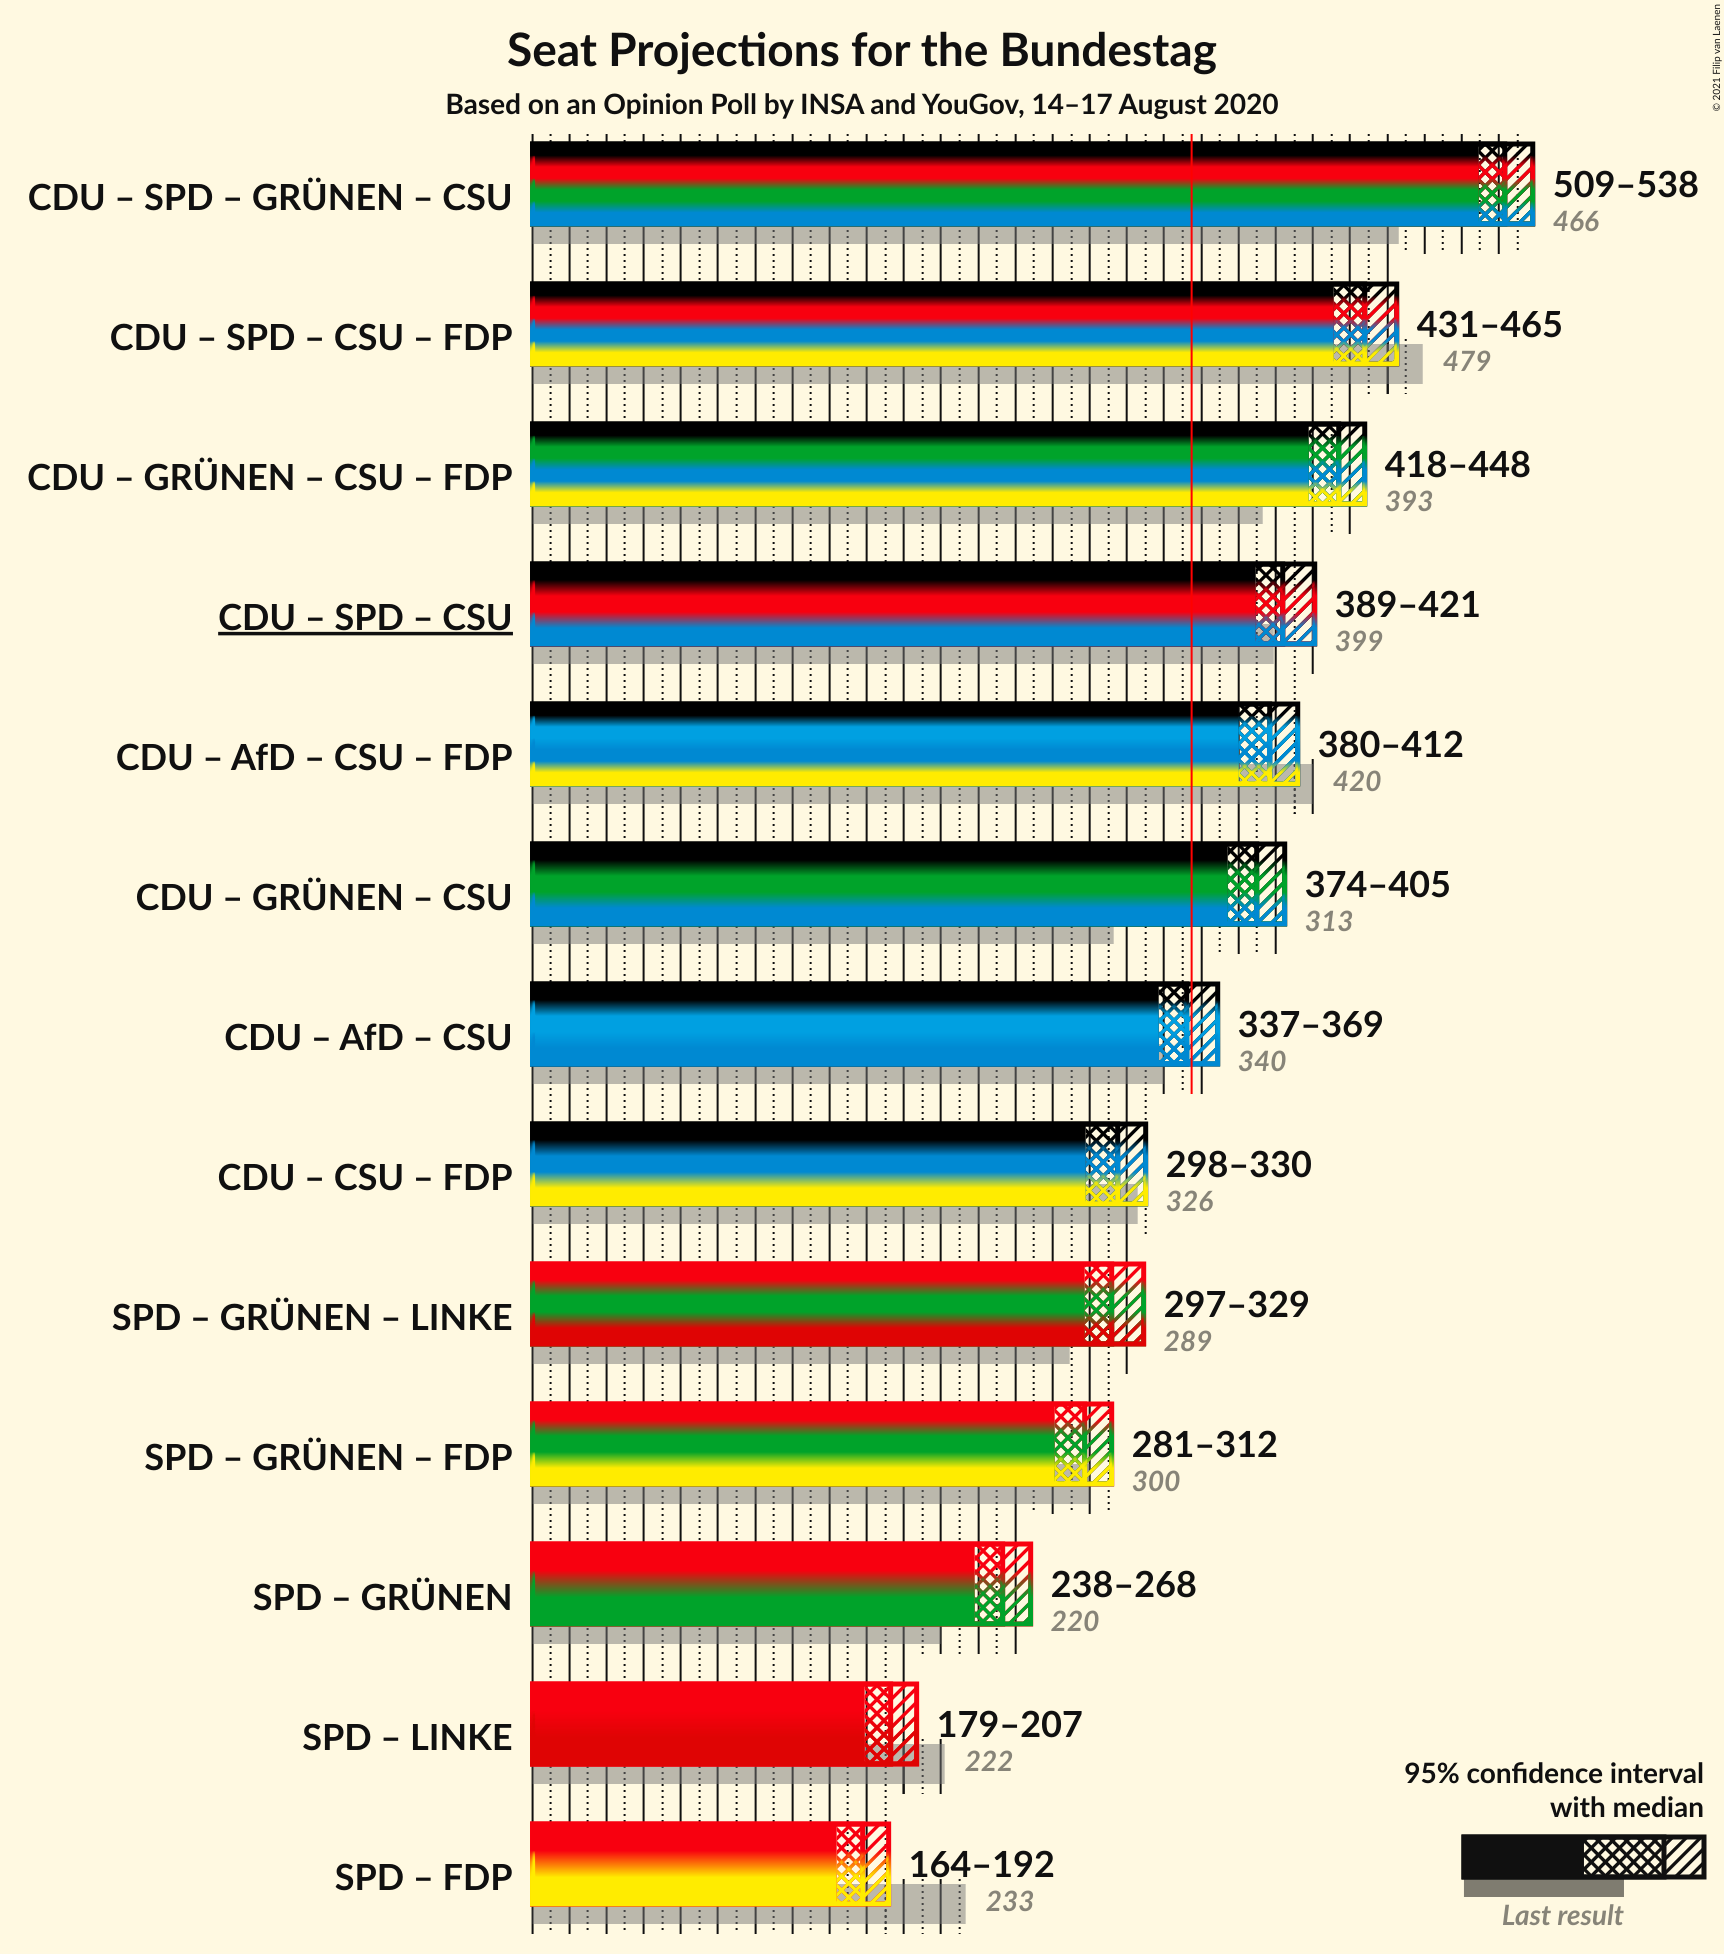 Seat Projections for the Bundestag
Based on an Opinion Poll by INSA and YouGov, 14–17 August 2020
© 2021 Filip van Laenen
CDU – SPD – GRÜNEN – CSU
509–538
466
CDU – SPD – CSU – FDP
431–465
479
CDU – GRÜNEN – CSU – FDP
418–448
393
CDU – SPD – CSU
389–421
399
CDU – AfD – CSU – FDP
380–412
420
CDU – GRÜNEN – CSU
374–405
313
CDU – AfD – CSU
337–369
340
CDU – CSU – FDP
298–330
326
SPD – GRÜNEN – LINKE
297–329
289
SPD – GRÜNEN – FDP
281–312
300
SPD – GRÜNEN
238–268
220
SPD – LINKE
179–207
222
SPD – FDP
164–192
233
95% confidence interval
with median
Last result